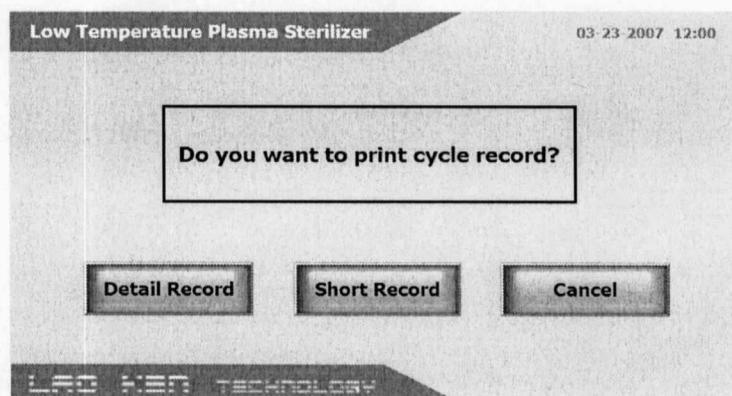 Low Temperature Plasma Sterilizer
03-23-2007 12:00
Do you want to print cycle record?
Detail Record
Short Record
Cancel
TECHNOLOGY